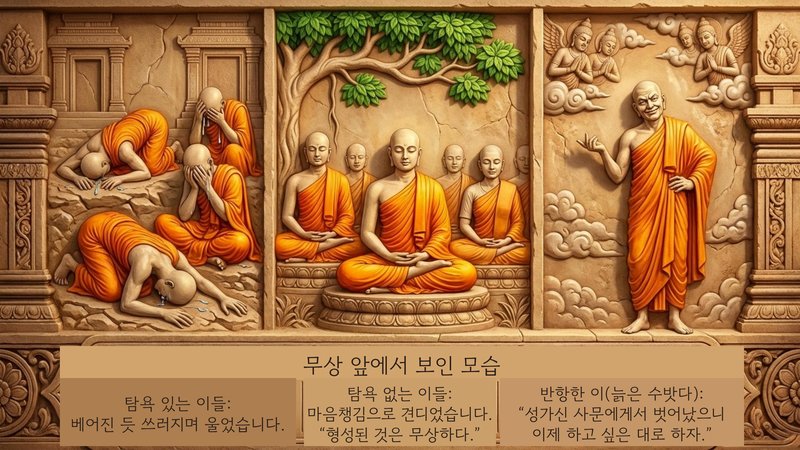 무상 앞에서 보인 모습
탐욕 있는 이들:
베어진 듯 쓰러지며 울었습니다.
탐욕 없는 이들:
마음챙김으로 견디었습니다.
“형성된 것은 무상하다.”
반항한 이(늙은 수밧다):
“성가신 사문에게서 벗어났으니
이제 하고 싶은 대로 하자.”